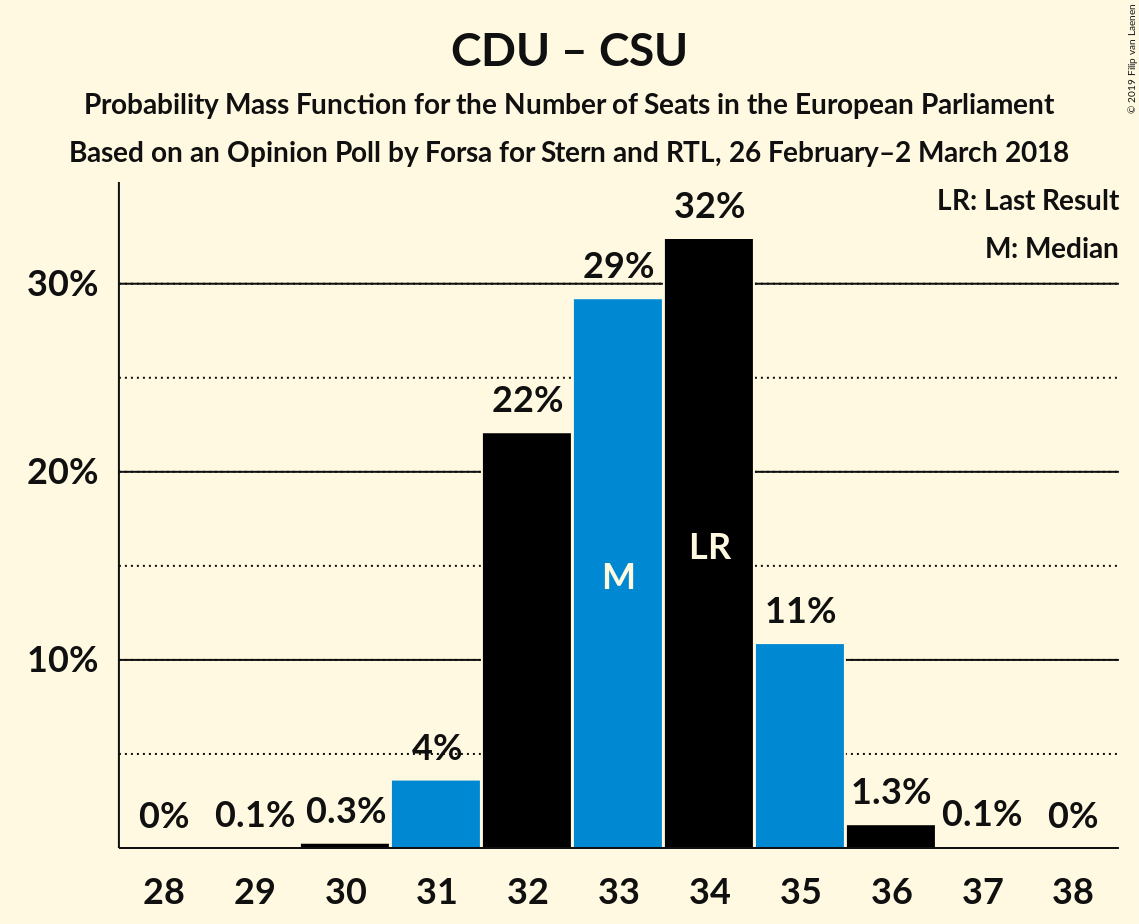 CDU – CSU
Probability Mass Function for the Number of Seats in the European Parliament
Based on an Opinion Poll by Forsa for Stern and RTL, 26 February–2 March 2018
© 2019 Filip van Laenen
LR: Last Result
M: Median
30%
20%
10%
0%
0.1%
0.3%
4%
22%
29%
32%
11%
1.3%
0.1%
0%
M
LR
28 29 30 31 32 33 34 35 36 37 38